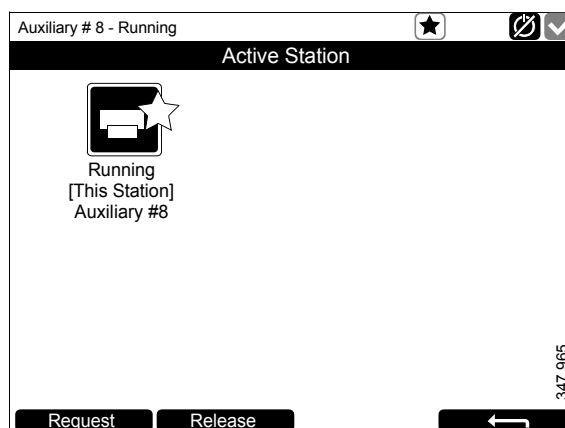 Auxiliary # 8 - Running
Active Station
Running
[This Station]
Auxiliary #8
347 965
Request Release